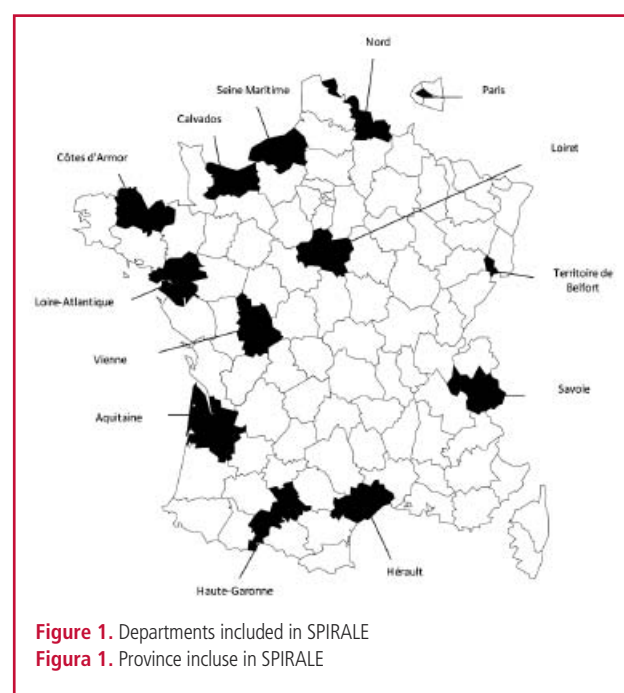 Nord
Paris
Seine Maritime
Calvados
Loiret
Côtes d'Armor
Territoire de
Belfort
Loire-Atlantique
Vienne
Savoie
Aquitaine
Hérault
Haute-Garonne
Figure 1. Departments included in SPIRALE
Figura 1. Province incluse in SPIRALE